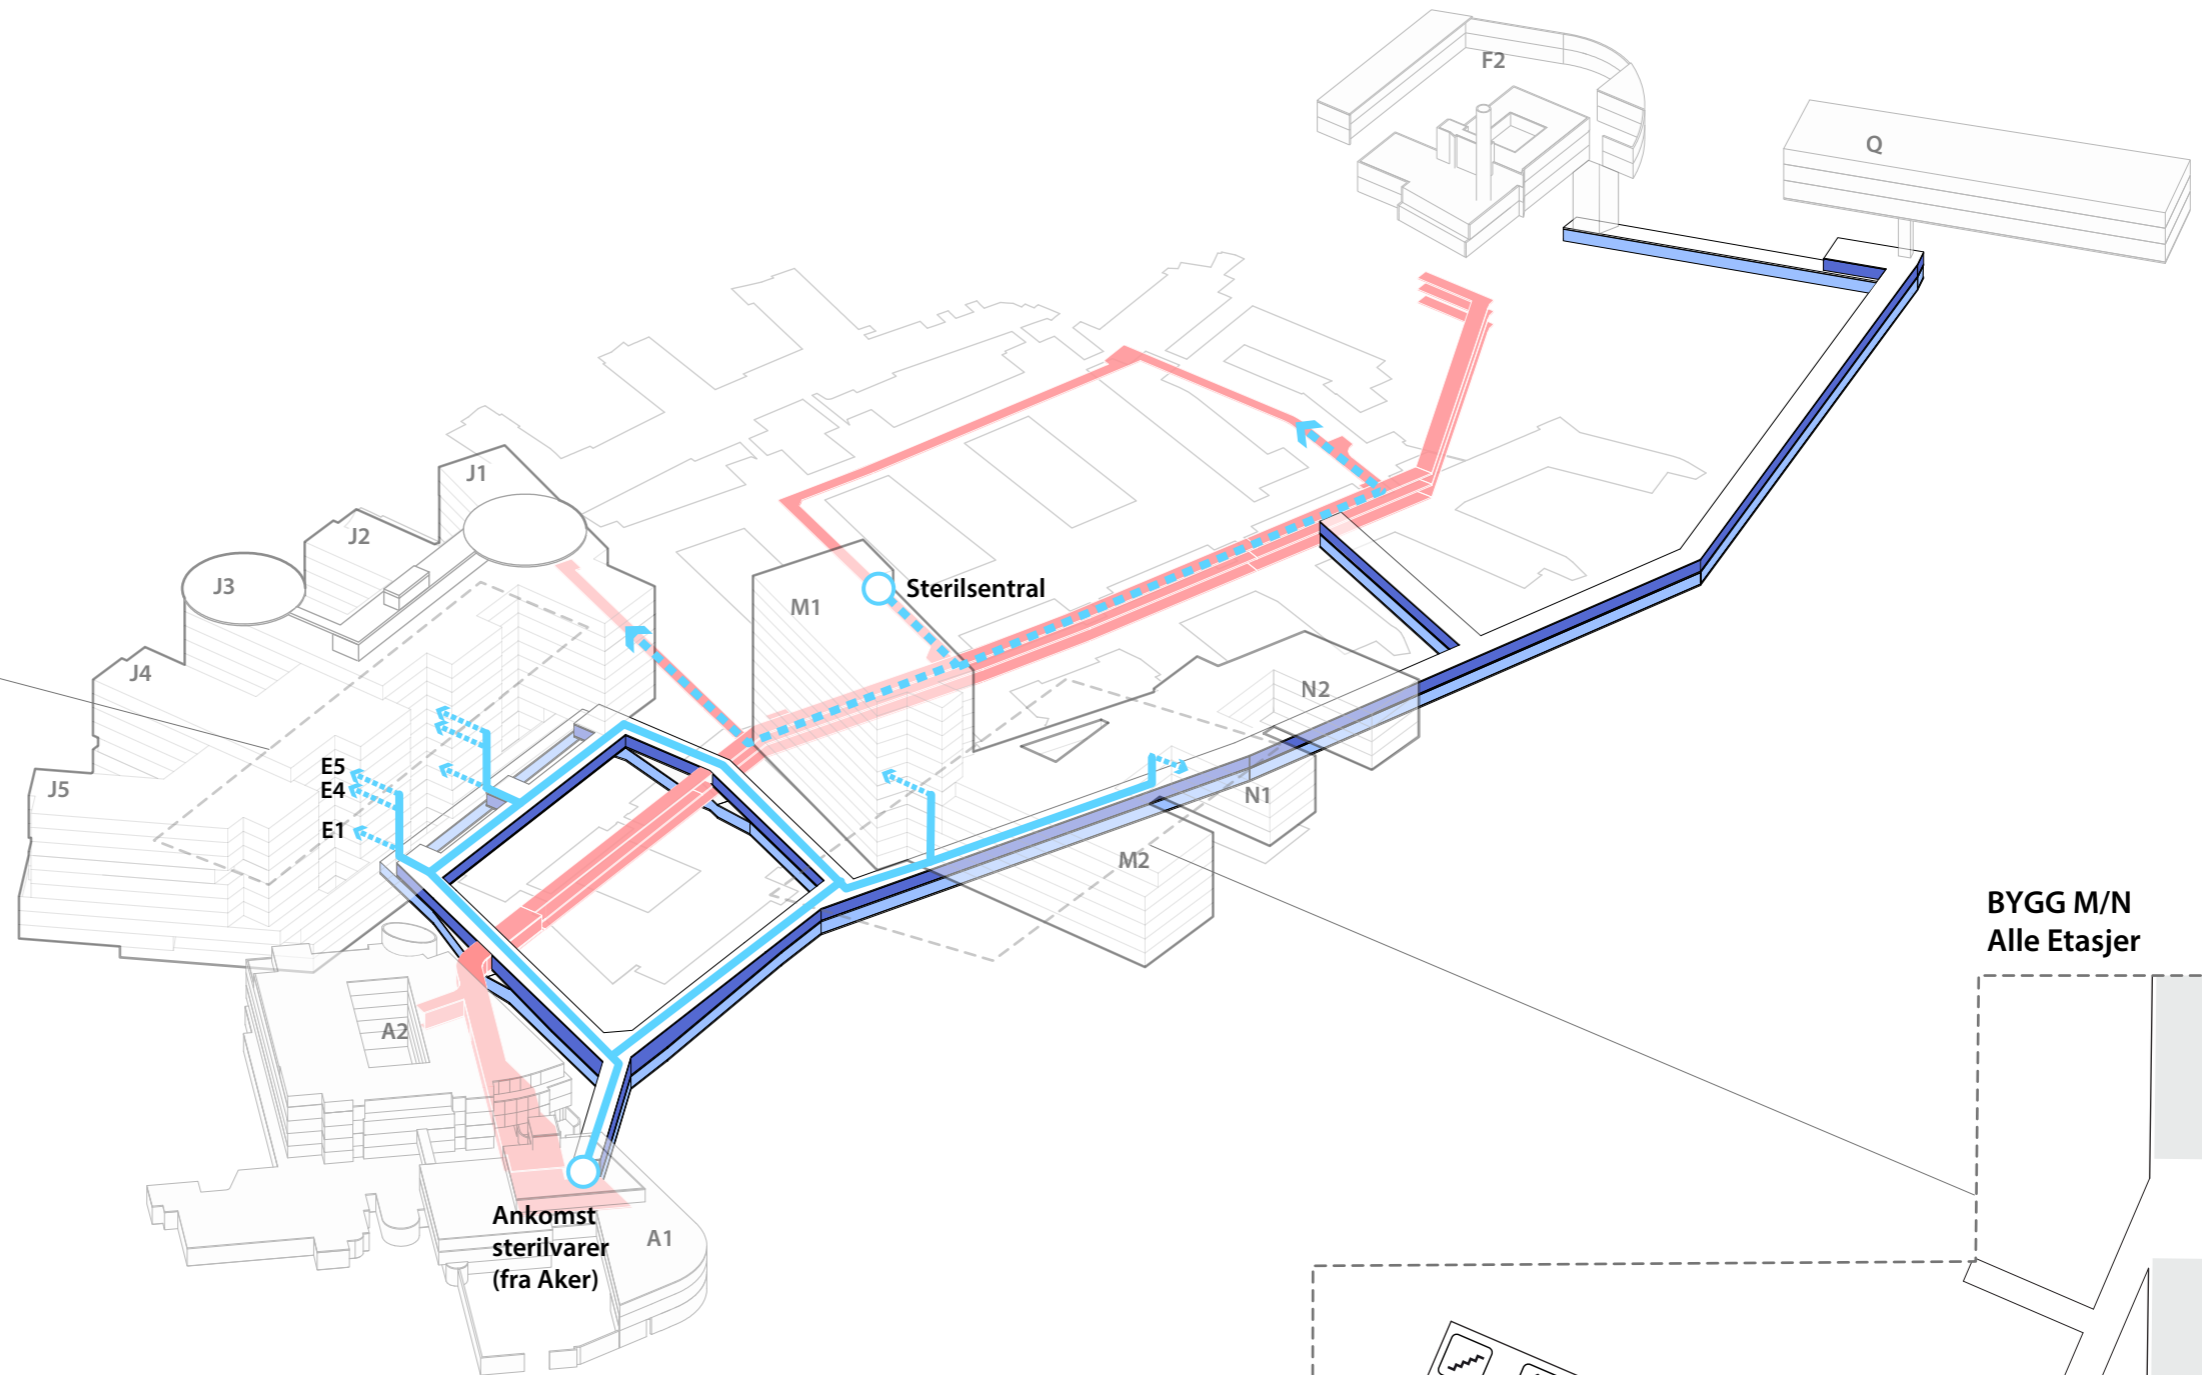 F2
Q
J1
J2
J3
J4
J5
M1
Sterilsentral
N2
N1
M2
E5
E4
E1
A2
A1
Ankomst
sterilvarer
(fra Aker)
BYGG M/N
Alle Etasjer